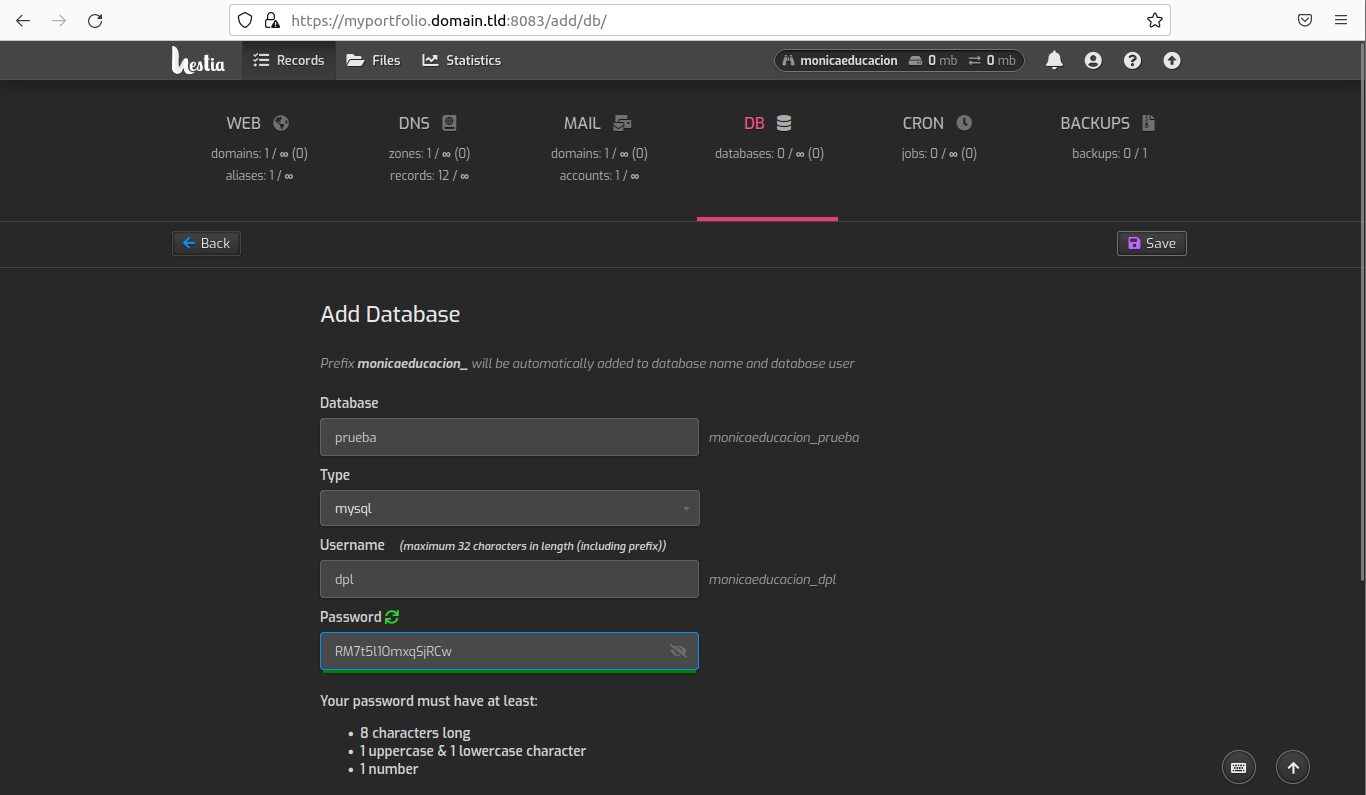 https://myportfolio.domain.tld:8083/add/db/
Hestia Records Files Statistics monicaeducacion 0 mb 0 mb
WEB DNS MAIL DB CRON BACKUPS
domains: 1 / ∞ (0) zones: 1 / ∞ (0) domains: 1 / ∞ (0) databases: 0 / ∞ (0) jobs: 0 / ∞ (0) backups: 0 / 1
aliases: 1 / ∞ records: 12 / ∞ accounts: 1 / ∞
Back Save
Add Database
Prefix monicaeducacion_ will be automatically added to database name and database user
Database
prueba monicaeducacion_prueba
Type
mysql
Username (maximum 32 characters in length (including prefix))
dpl monicaeducacion_dpl
Password
RM7t5l1OmxqSjRCw
Your password must have at least:
• 8 characters long
• 1 uppercase & 1 lowercase character
• 1 number